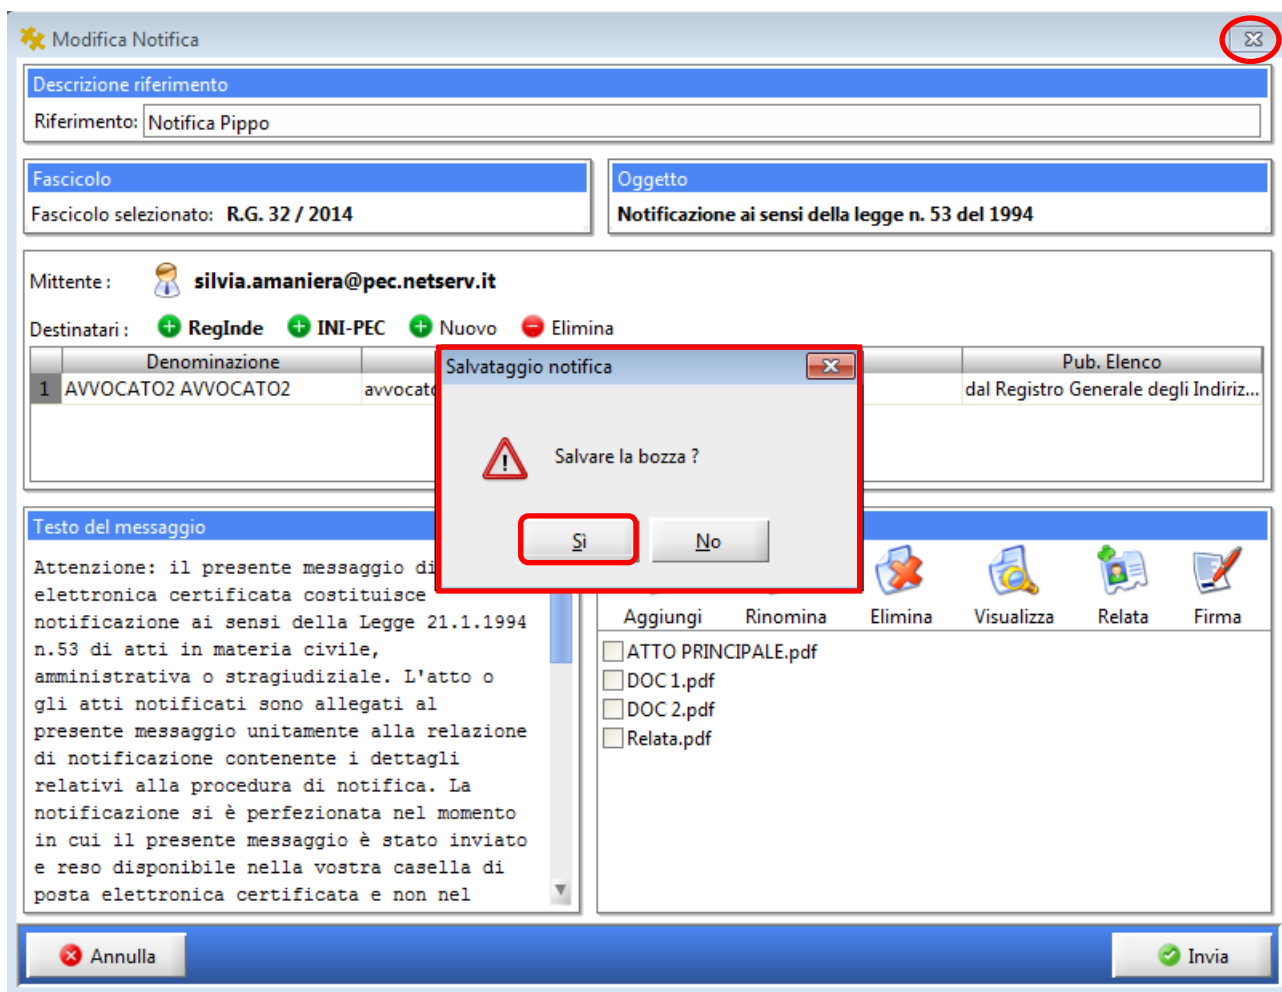 Modifica Notifica
Descrizione riferimento
Riferimento: Notifica Pippo
Fascicolo
Fascicolo selezionato: R.G. 32 / 2014
Oggetto
Notificazione ai sensi della legge n. 53 del 1994
Mittente : silvia.amaniera@pec.netserv.it
Destinatari : RegInde INI-PEC Nuovo Elimina
Denominazione Pub. Elenco
1 AVVOCATO2 AVVOCATO2 avvocato dal Registro Generale degli Indiriz...
Salvataggio notifica
Salvare la bozza ?
Sì No
Testo del messaggio
Attenzione: il presente messaggio di
elettronica certificata costituisce
notificazione ai sensi della Legge 21.1.1994
n.53 di atti in materia civile,
amministrativa o stragiudiziale. L'atto o
gli atti notificati sono allegati al
presente messaggio unitamente alla relazione
di notificazione contenente i dettagli
relativi alla procedura di notifica. La
notificazione si è perfezionata nel momento
in cui il presente messaggio è stato inviato
e reso disponibile nella vostra casella di
posta elettronica certificata e non nel
Aggiungi Rinomina Elimina Visualizza Relata Firma
ATTO PRINCIPALE.pdf
DOC 1.pdf
DOC 2.pdf
Relata.pdf
Annulla Invia